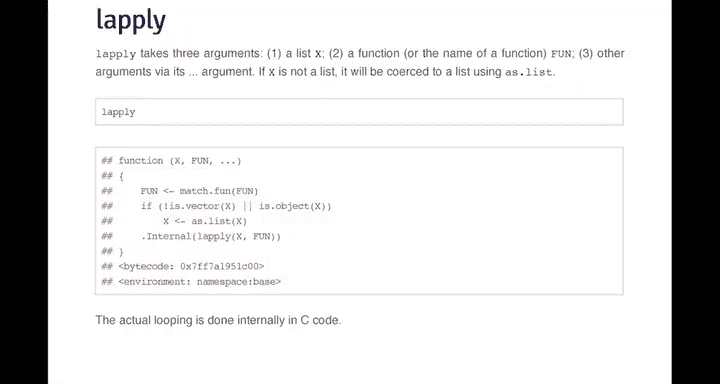 lapply
lapply takes three arguments: (1) a list X; (2) a function (or the name of a function) FUN; (3) other
arguments via its ... argument. If X is not a list, it will be coerced to a list using as.list.
lapply
## function (X, FUN, ...)
## {
##     FUN <- match.fun(FUN)
##     if (!is.vector(X) || is.object(X))
##         X <- as.list(X)
##     .Internal(lapply(X, FUN))
## }
## <bytecode: 0x7ff7a1951c00>
## <environment: namespace:base>
The actual looping is done internally in C code.